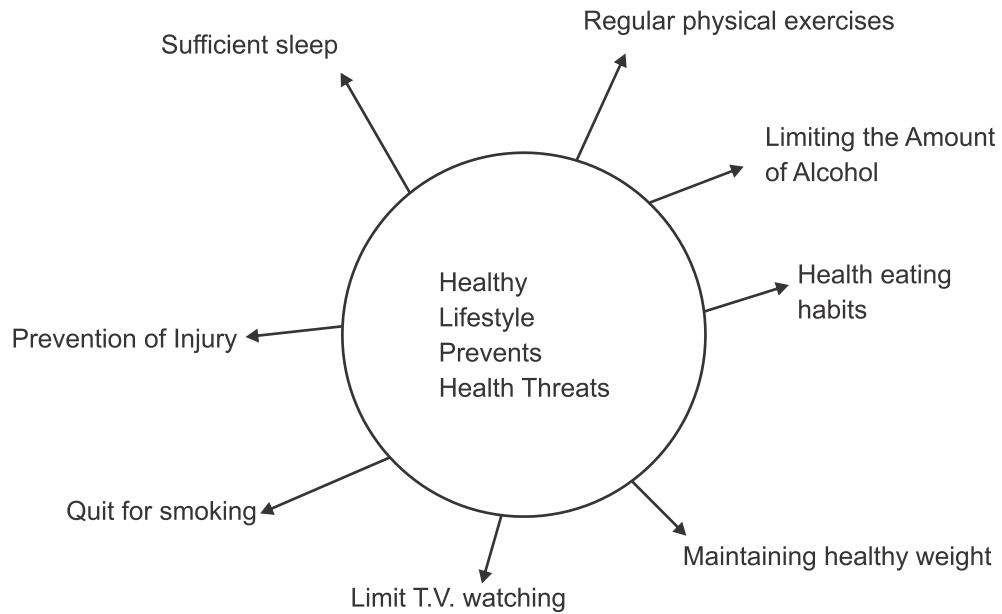 Sufficient sleep
Regular physical exercises
Limiting the Amount
of Alcohol
Health eating
habits
Healthy
Lifestyle
Prevents
Health Threats
Prevention of Injury
Quit for smoking
Maintaining healthy weight
Limit T.V. watching